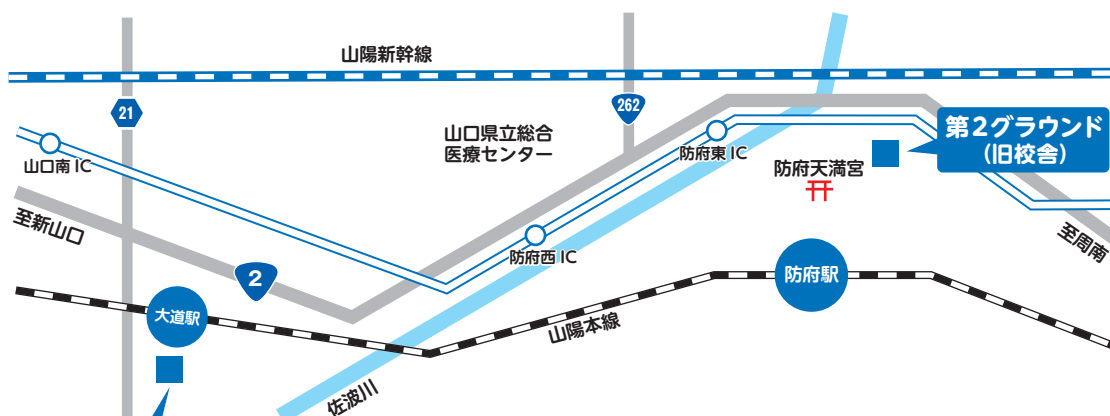 山陽新幹線
21
262
山口県立総合
医療センター
第2グラウンド
(旧校舎)
山口南 IC
防府東 IC
防府天満宮
至新山口
防府西 IC
至周南
2
防府駅
大道駅
山陽本線
佐波川